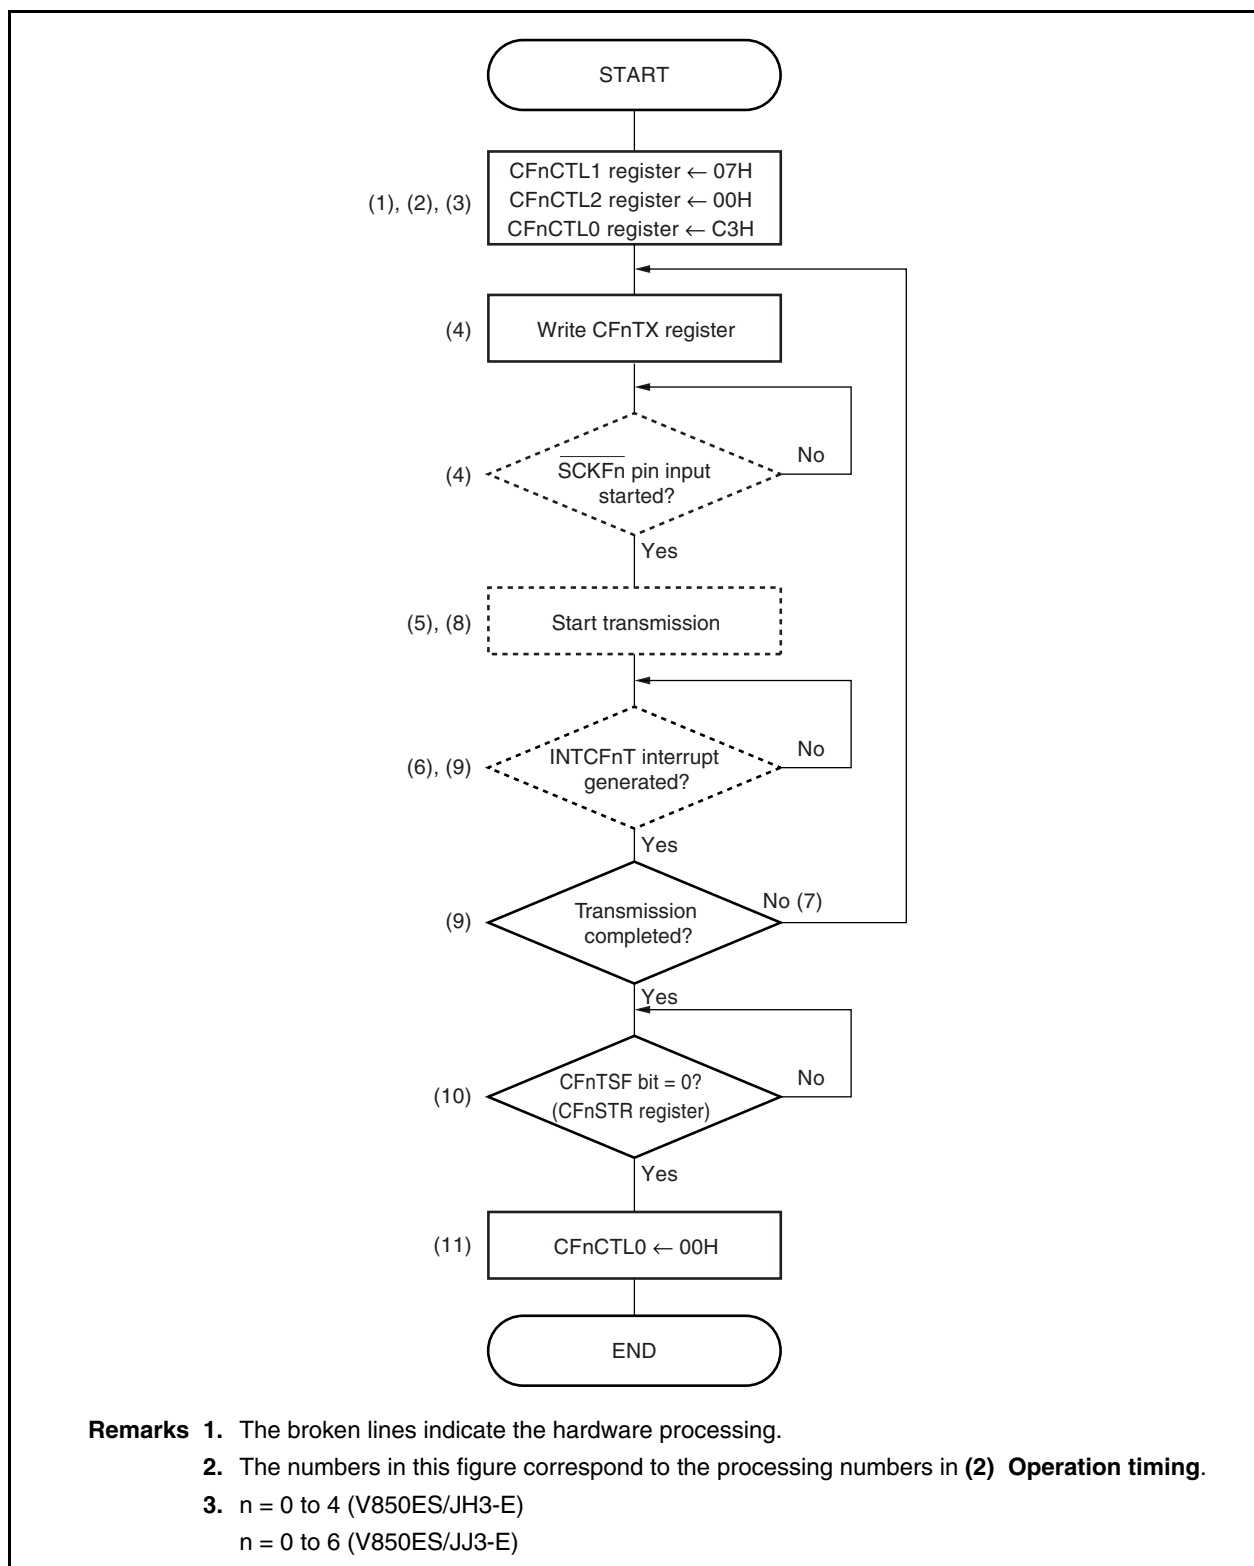 START
CFnCTL1 register ← 07H
CFnCTL2 register ← 00H
CFnCTL0 register ← C3H
(1), (2), (3)
Write CFnTX register
(4)
SCKFn pin input
started?
(4)
No
Yes
Start transmission
(5), (8)
INTCFnT interrupt
generated?
(6), (9)
No
Yes
Transmission
completed?
(9)
No (7)
Yes
CFnTSF bit = 0?
(CFnSTR register)
(10)
No
Yes
CFnCTL0 ← 00H
(11)
END
Remarks 1. The broken lines indicate the hardware processing.
2. The numbers in this figure correspond to the processing numbers in (2) Operation timing.
3. n = 0 to 4 (V850ES/JH3-E)
n = 0 to 6 (V850ES/JJ3-E)